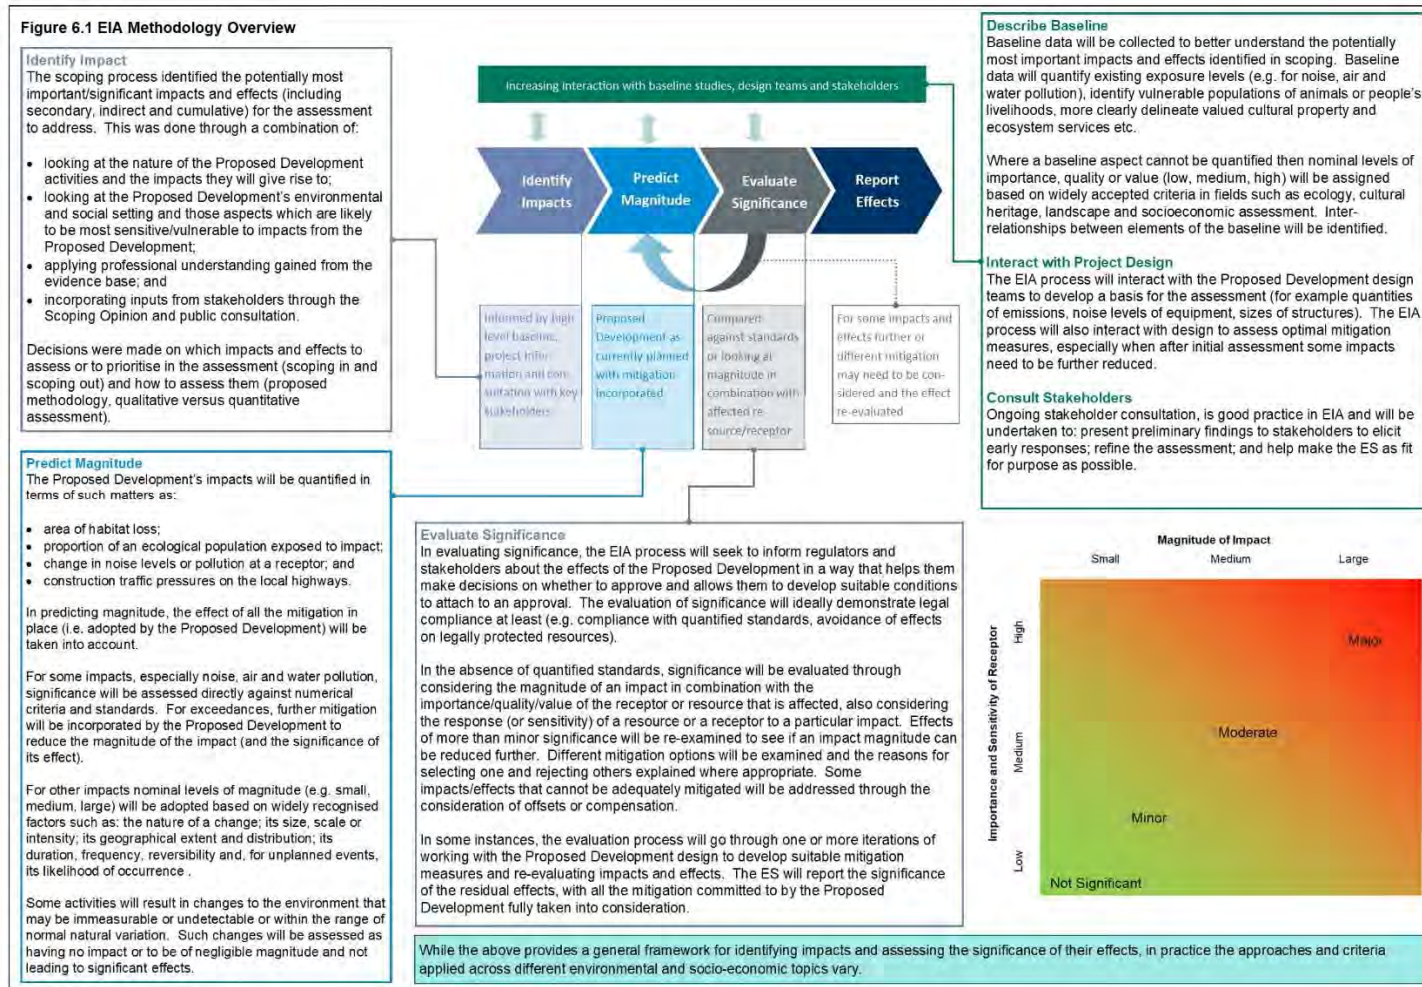 Figure 6.1 EIA Methodology Overview
Identify Impact
The scoping process identified the potentially most
important/significant impacts and effects (including
secondary, indirect and cumulative) for the assessment
to address. This was done through a combination of:
• looking at the nature of the Proposed Development
activities and the impacts they will give rise to;
• looking at the Proposed Development's environmental
and social setting and those aspects which are likely
to be most sensitive/vulnerable to impacts from the
Proposed Development;
• applying professional understanding gained from the
evidence base; and
• incorporating inputs from stakeholders through the
Scoping Opinion and public consultation.
Decisions were made on which impacts and effects to
assess or to prioritise in the assessment (scoping in and
scoping out) and how to assess them (proposed
methodology, qualitative versus quantitative
assessment).
Predict Magnitude
The Proposed Development's impacts will be quantified in
terms of such matters as:
• area of habitat loss;
• proportion of an ecological population exposed to impact;
• change in noise levels or pollution at a receptor; and
• construction traffic pressures on the local highways.
In predicting magnitude, the effect of all the mitigation in
place (i.e. adopted by the Proposed Development) will be
taken into account.
For some impacts, especially noise, air and water pollution,
significance will be assessed directly against numerical
criteria and standards. For exceedances, further mitigation
will be incorporated by the Proposed Development to
reduce the magnitude of the impact (and the significance of
its effect).
For other impacts nominal levels of magnitude (e.g. small,
medium, large) will be adopted based on widely recognised
factors such as: the nature of a change; its size, scale or
intensity; its geographical extent and distribution; its
duration, frequency, reversibility and, for unplanned events,
its likelihood of occurrence .
Some activities will result in changes to the environment that
may be immeasurable or undetectable or within the range of
normal natural variation. Such changes will be assessed as
having no impact or to be of negligible magnitude and not
leading to significant effects.
Increasing interaction with baseline studies, design teams and stakeholders
Identify
Impacts
Predict
Magnitude
Evaluate
Significance
Report
Effects
Informed by high
level baseline,
project infor-
mation and con-
sultation with key
stakeholders
Proposed
Development as
currently planned
with mitigation
incorporated
Compared
against standards
or looking at
magnitude in
combination with
affected re-
source/receptor
For some impacts and
effects further or
different mitigation
may need to be con-
sidered and the effect
re-evaluated
Evaluate Significance
In evaluating significance, the EIA process will seek to inform regulators and
stakeholders about the effects of the Proposed Development in a way that helps them
make decisions on whether to approve and allows them to develop suitable conditions
to attach to an approval. The evaluation of significance will ideally demonstrate legal
compliance at least (e.g. compliance with quantified standards, avoidance of effects
on legally protected resources).
In the absence of quantified standards, significance will be evaluated through
considering the magnitude of an impact in combination with the
importance/quality/value of the receptor or resource that is affected, also considering
the response (or sensitivity) of a resource or a receptor to a particular impact. Effects
of more than minor significance will be re-examined to see if an impact magnitude can
be reduced further. Different mitigation options will be examined and the reasons for
selecting one and rejecting others explained where appropriate. Some
impacts/effects that cannot be adequately mitigated will be addressed through the
consideration of offsets or compensation.
In some instances, the evaluation process will go through one or more iterations of
working with the Proposed Development design to develop suitable mitigation
measures and re-evaluating impacts and effects. The ES will report the significance
of the residual effects, with all the mitigation committed to by the Proposed
Development fully taken into consideration.
Describe Baseline
Baseline data will be collected to better understand the potentially
most important impacts and effects identified in scoping. Baseline
data will quantify existing exposure levels (e.g. for noise, air and
water pollution), identify vulnerable populations of animals or people's
livelihoods, more clearly delineate valued cultural property and
ecosystem services etc.
Where a baseline aspect cannot be quantified then nominal levels of
importance, quality or value (low, medium, high) will be assigned
based on widely accepted criteria in fields such as ecology, cultural
heritage, landscape and socioeconomic assessment. Inter-
relationships between elements of the baseline will be identified.
Interact with Project Design
The EIA process will interact with the Proposed Development design
teams to develop a basis for the assessment (for example quantities
of emissions, noise levels of equipment, sizes of structures). The EIA
process will also interact with design to assess optimal mitigation
measures, especially when after initial assessment some impacts
need to be further reduced.
Consult Stakeholders
Ongoing stakeholder consultation, is good practice in EIA and will be
undertaken to: present preliminary findings to stakeholders to elicit
early responses; refine the assessment; and help make the ES as fit
for purpose as possible.
Magnitude of Impact
Small Medium Large
Importance and Sensitivity of Receptor
High
Medium
Low
Major
Moderate
Minor
Not Significant
While the above provides a general framework for identifying impacts and assessing the significance of their effects, in practice the approaches and criteria
applied across different environmental and socio-economic topics vary.